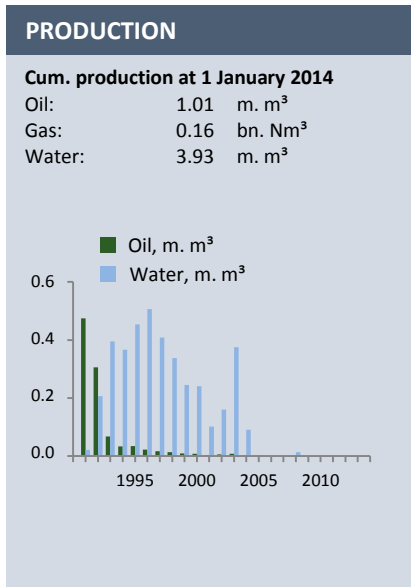 PRODUCTION
Cum. production at 1 January 2014
Oil: 1.01 m. m³
Gas: 0.16 bn. Nm³
Water: 3.93 m. m³
Oil, m. m³
Water, m. m³
0.6
0.4
0.2
0.0
1995 2000 2005 2010